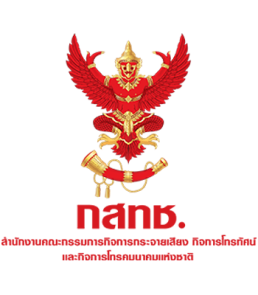 กสทช.
สำนักงานคณะกรรมการกิจการกระจายเสียง กิจการโทรทัศน์
และกิจการโทรคมนาคมแห่งชาติ